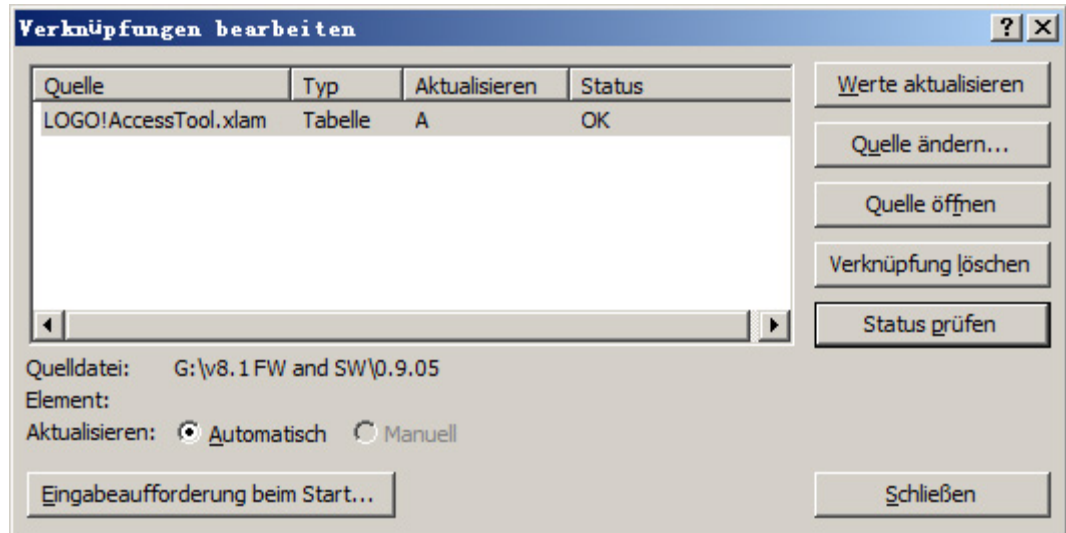 Verknüpfungen bearbeiten
Quelle Typ Aktualisieren Status
LOGO!AccessTool.xlam Tabelle A OK
Werte aktualisieren
Quelle ändern...
Quelle öffnen
Verknüpfung löschen
Status prüfen
Quelldatei: G:\v8.1 FW and SW\0.9.05
Element:
Aktualisieren: Automatisch Manuell
Eingabeaufforderung beim Start...
Schließen